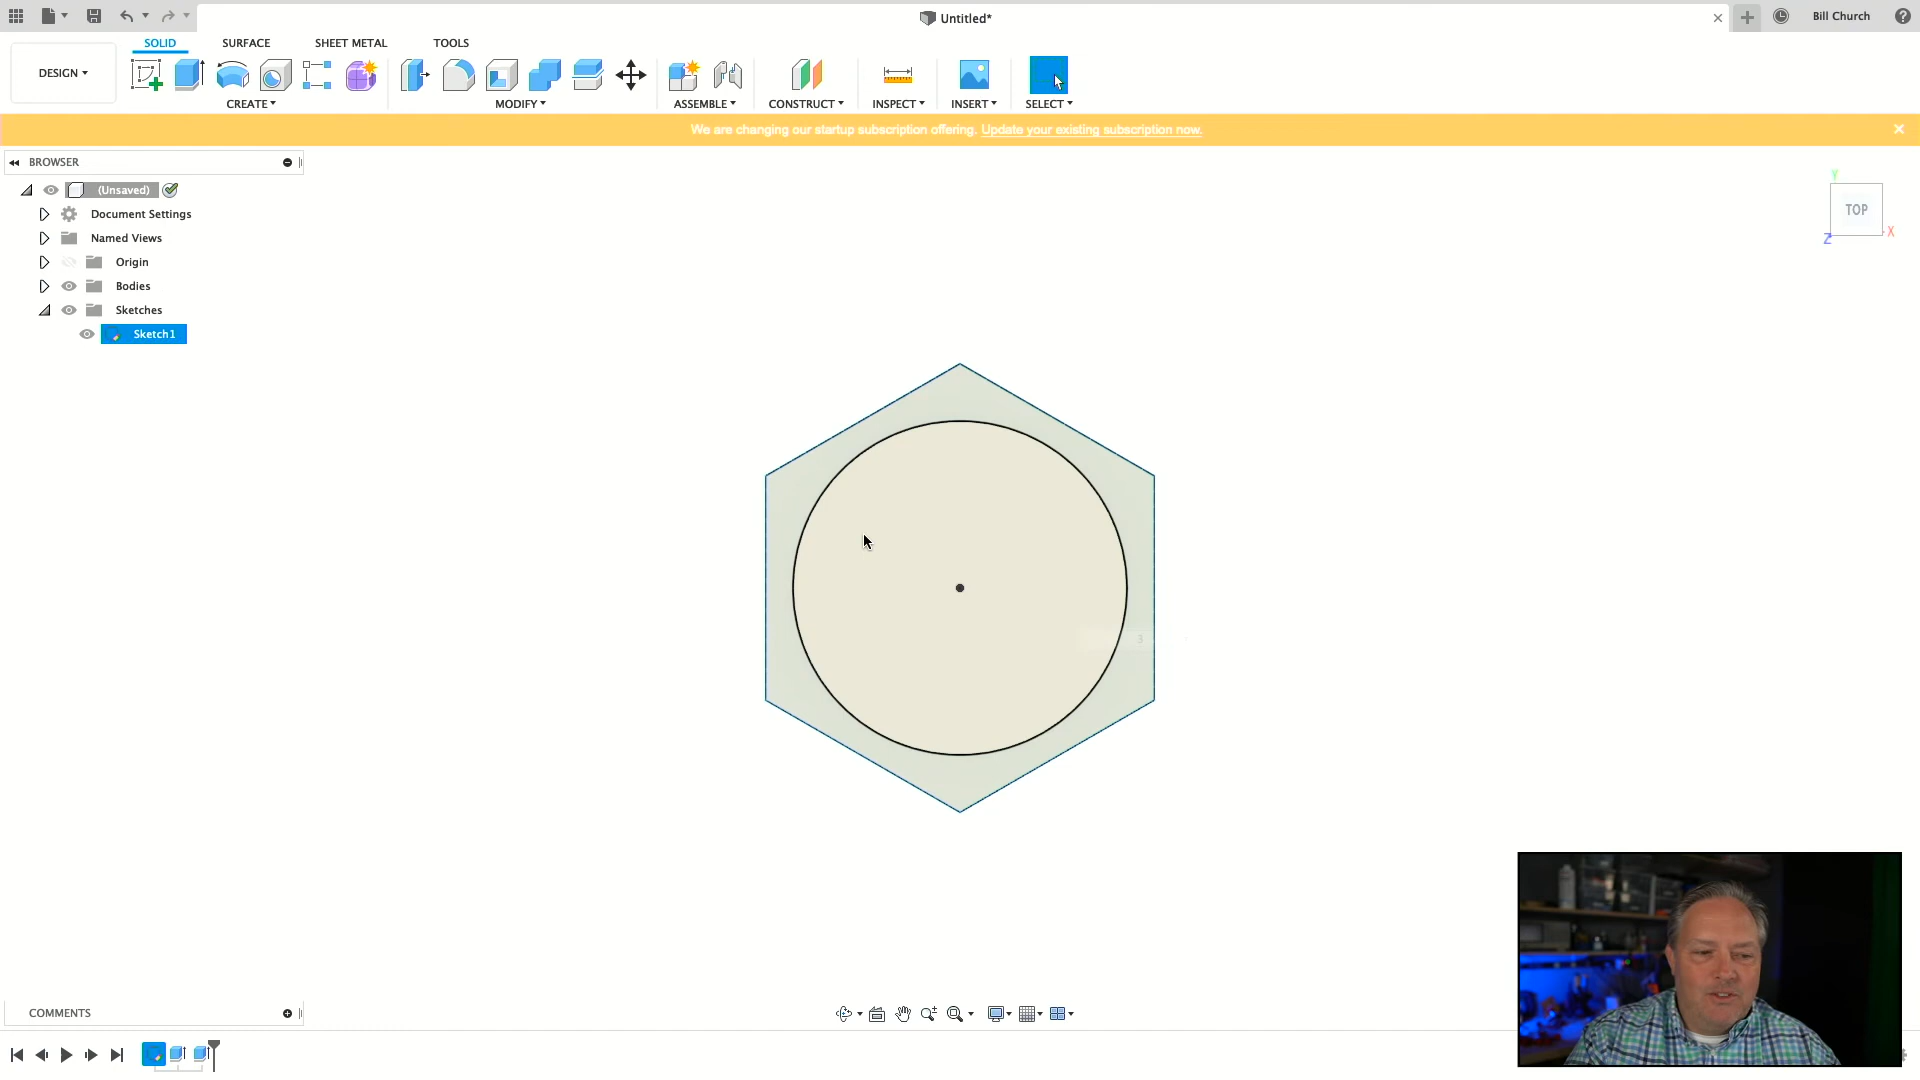 Untitled*
Bill Church
SOLID
SURFACE
SHEET METAL
TOOLS
DESIGN
CREATE
MODIFY
ASSEMBLE
CONSTRUCT
INSPECT
INSERT
SELECT
We are changing our startup subscription offering. Update your existing subscription now.
BROWSER
(Unsaved)
Document Settings
Named Views
Origin
Bodies
Sketches
Sketch1
Y
TOP
X
Z
3
COMMENTS